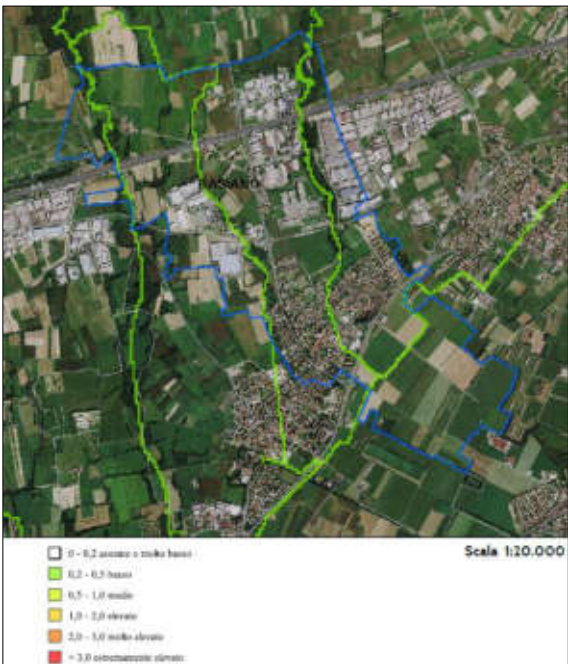 Scala 1:20.000
0 - 0,2 assente o molto basso
0,2 - 0,5 basso
0,5 - 1,0 medio
1,0 - 2,0 elevato
2,0 - 3,0 molto elevato
> 3,0 estremamente elevato